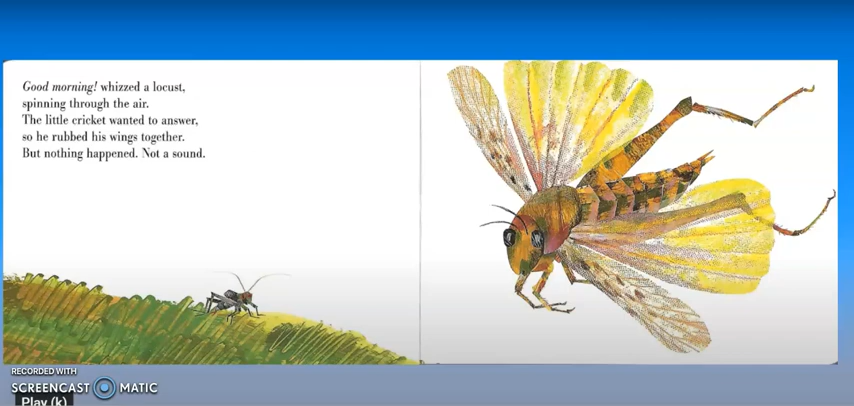 Good morning! whizzed a locust,
spinning through the air.
The little cricket wanted to answer,
so he rubbed his wings together.
But nothing happened. Not a sound.
RECORDED WITH
SCREENCAST MATIC
Play (k)